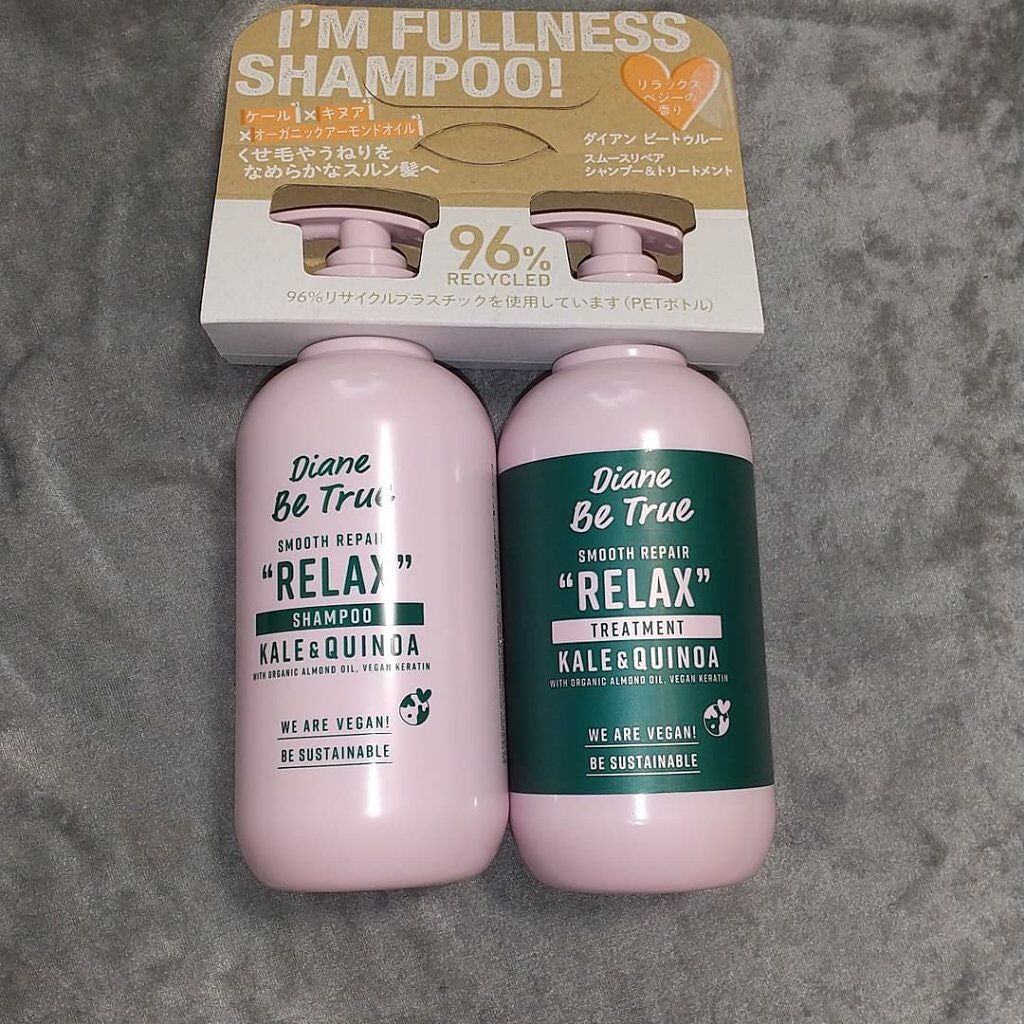 I'M FULLNESS
SHAMPOO!
リラックス
ベジーの
香り
ケール*1×キヌア*2
×オーガニックアーモンドオイル*3
くせ毛やうねりを
なめらかなスルン髪へ
ダイアン ビートゥルー
スムースリペア
シャンプー&トリートメント
96%
RECYCLED
96%リサイクルプラスチックを使用しています(PETボトル)
Diane
Be True
SMOOTH REPAIR
“RELAX”
SHAMPOO
KALE & QUINOA
WITH ORGANIC ALMOND OIL, VEGAN KERATIN
WE ARE VEGAN!
BE SUSTAINABLE
Diane
Be True
SMOOTH REPAIR
“RELAX”
TREATMENT
KALE & QUINOA
WITH ORGANIC ALMOND OIL, VEGAN KERATIN
WE ARE VEGAN!
BE SUSTAINABLE